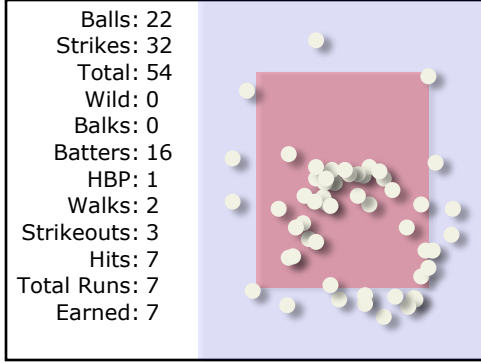 Balls: 22
Strikes: 32
Total: 54
Wild: 0
Balks: 0
Batters: 16
HBP: 1
Walks: 2
Strikeouts: 3
Hits: 7
Total Runs: 7
Earned: 7